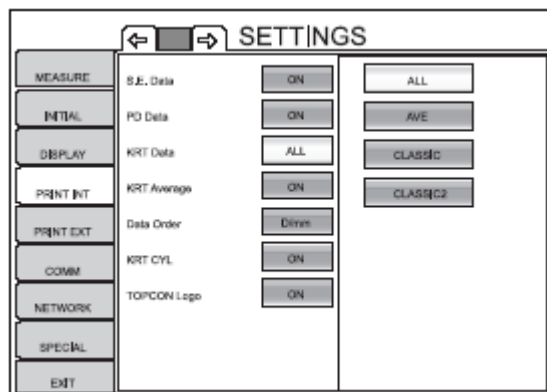 SETTINGS
MEASURE
INITIAL
DISPLAY
PRINT INT
PRINT EXT
COMM
NETWORK
SPECIAL
EXIT
S.E. Data ON
PD Data ON
KRT Data ALL
KRT Average ON
Data Order D/mm
KRT CYL ON
TOPCON Logo ON
ALL
AVE
CLASSIC
CLASSIC2